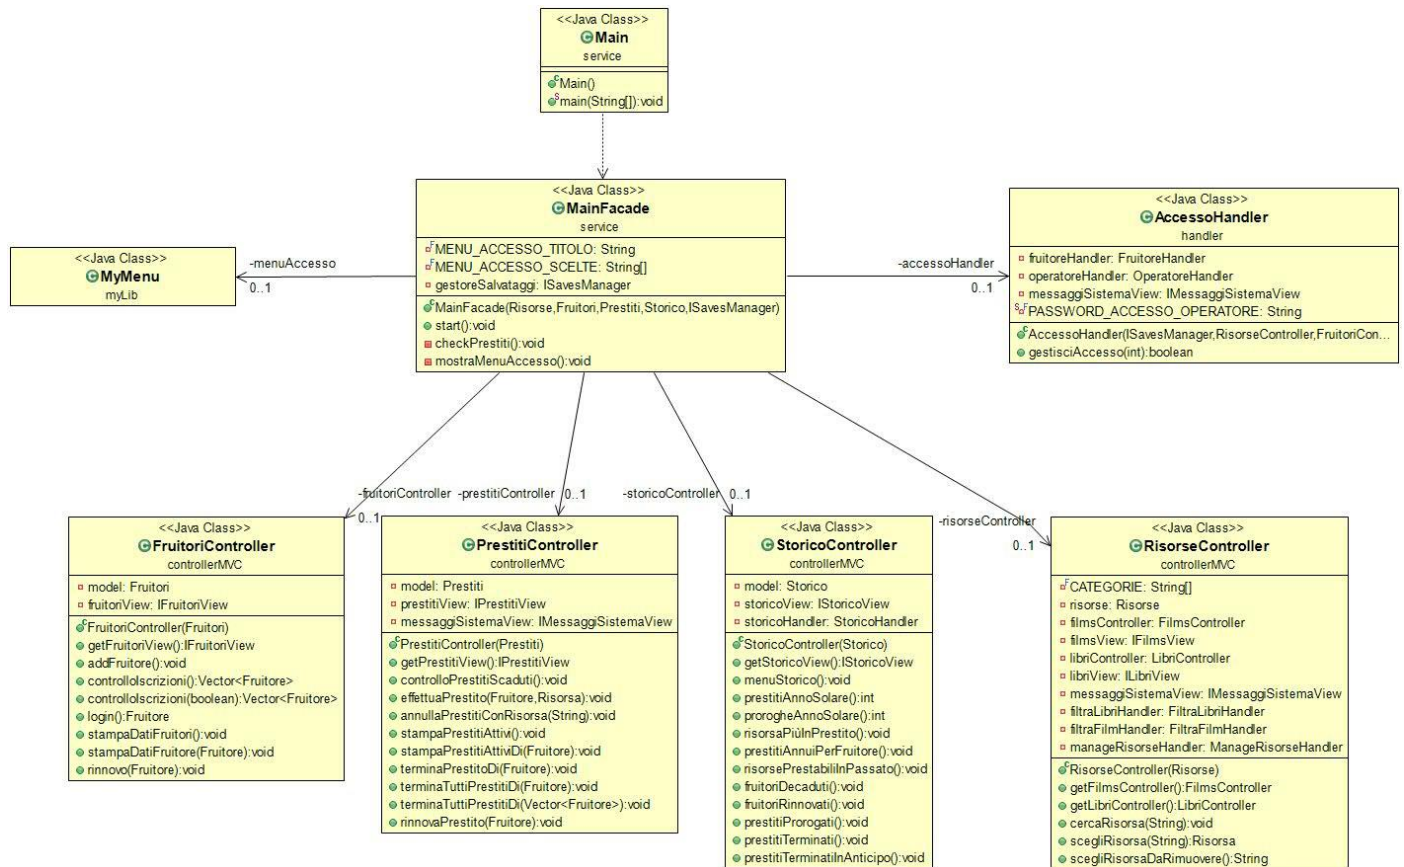 <<Java Class>>
Main
service
Main()
main(String[]):void
<<Java Class>>
MainFacade
service
MENU_ACCESSO_TITOLO: String
MENU_ACCESSO_SCELTE: String[]
gestoreSalvataggi: ISavesManager
MainFacade(Risorse,Fruitori,Prestiti,Storico,ISavesManager)
start():void
checkPrestiti():void
mostraMenuAccesso():void
<<Java Class>>
MyMenu
myLib
-menuAccesso
0..1
-accessoHandler
0..1
<<Java Class>>
AccessoHandler
handler
fruitoreHandler: FruitoreHandler
operatoreHandler: OperatoreHandler
messaggiSistemaView: IMessaggiSistemaView
PASSWORD_ACCESSO_OPERATORE: String
AccessoHandler(ISavesManager,RisorseController,FruitoriCon...
gestisciAccesso(int):boolean
-fruitoriController
0..1
-prestitiController
0..1
-storicoController
0..1
-risorseController
0..1
<<Java Class>>
FruitoriController
controllerMVC
model: Fruitori
fruitoriView: IFruitoriView
FruitoriController(Fruitori)
getFruitoriView():IFruitoriView
addFruitore():void
controlloIscrizioni():Vector<Fruitore>
controlloIscrizioni(boolean):Vector<Fruitore>
login():Fruitore
stampaDatiFruitori():void
stampaDatiFruitore(Fruitore):void
rinnovo(Fruitore):void
<<Java Class>>
PrestitiController
controllerMVC
model: Prestiti
prestitiView: IPrestitiView
messaggiSistemaView: IMessaggiSistemaView
PrestitiController(Prestiti)
getPrestitiView():IPrestitiView
controlloPrestitiScaduti():void
effettuaPrestito(Fruitore,Risorsa):void
annullaPrestitiConRisorsa(String):void
stampaPrestitiAttivi():void
stampaPrestitiAttiviDi(Fruitore):void
terminaPrestitoDi(Fruitore):void
terminaTuttiPrestitiDi(Fruitore):void
terminaTuttiPrestitiDi(Vector<Fruitore>):void
rinnovaPrestito(Fruitore):void
<<Java Class>>
StoricoController
controllerMVC
model: Storico
storicoView: IStoricoView
storicoHandler: StoricoHandler
StoricoController(Storico)
getStoricoView():IStoricoView
menuStorico():void
prestitiAnnoSolare():int
prorogheAnnoSolare():int
risorsaPiùInPrestito():void
prestitiAnnuiPerFruitore():void
risorsePrestabiliInPassato():void
fruitoriDecaduti():void
fruitoriRinnovati():void
prestitiProrogati():void
prestitiTerminati():void
prestitiTerminatiInAnticipo():void
<<Java Class>>
RisorseController
controllerMVC
CATEGORIE: String[]
risorse: Risorse
filmsController: FilmsController
filmsView: IFilmsView
libriController: LibriController
libriView: ILibriView
messaggiSistemaView: IMessaggiSistemaView
filtraLibriHandler: FiltraLibriHandler
filtraFilmHandler: FiltraFilmHandler
manageRisorseHandler: ManageRisorseHandler
RisorseController(Risorse)
getFilmsController():FilmsController
getLibriController():LibriController
cercaRisorsa(String):void
scegliRisorsa(String):Risorsa
scegliRisorsaDaRimuovere():String